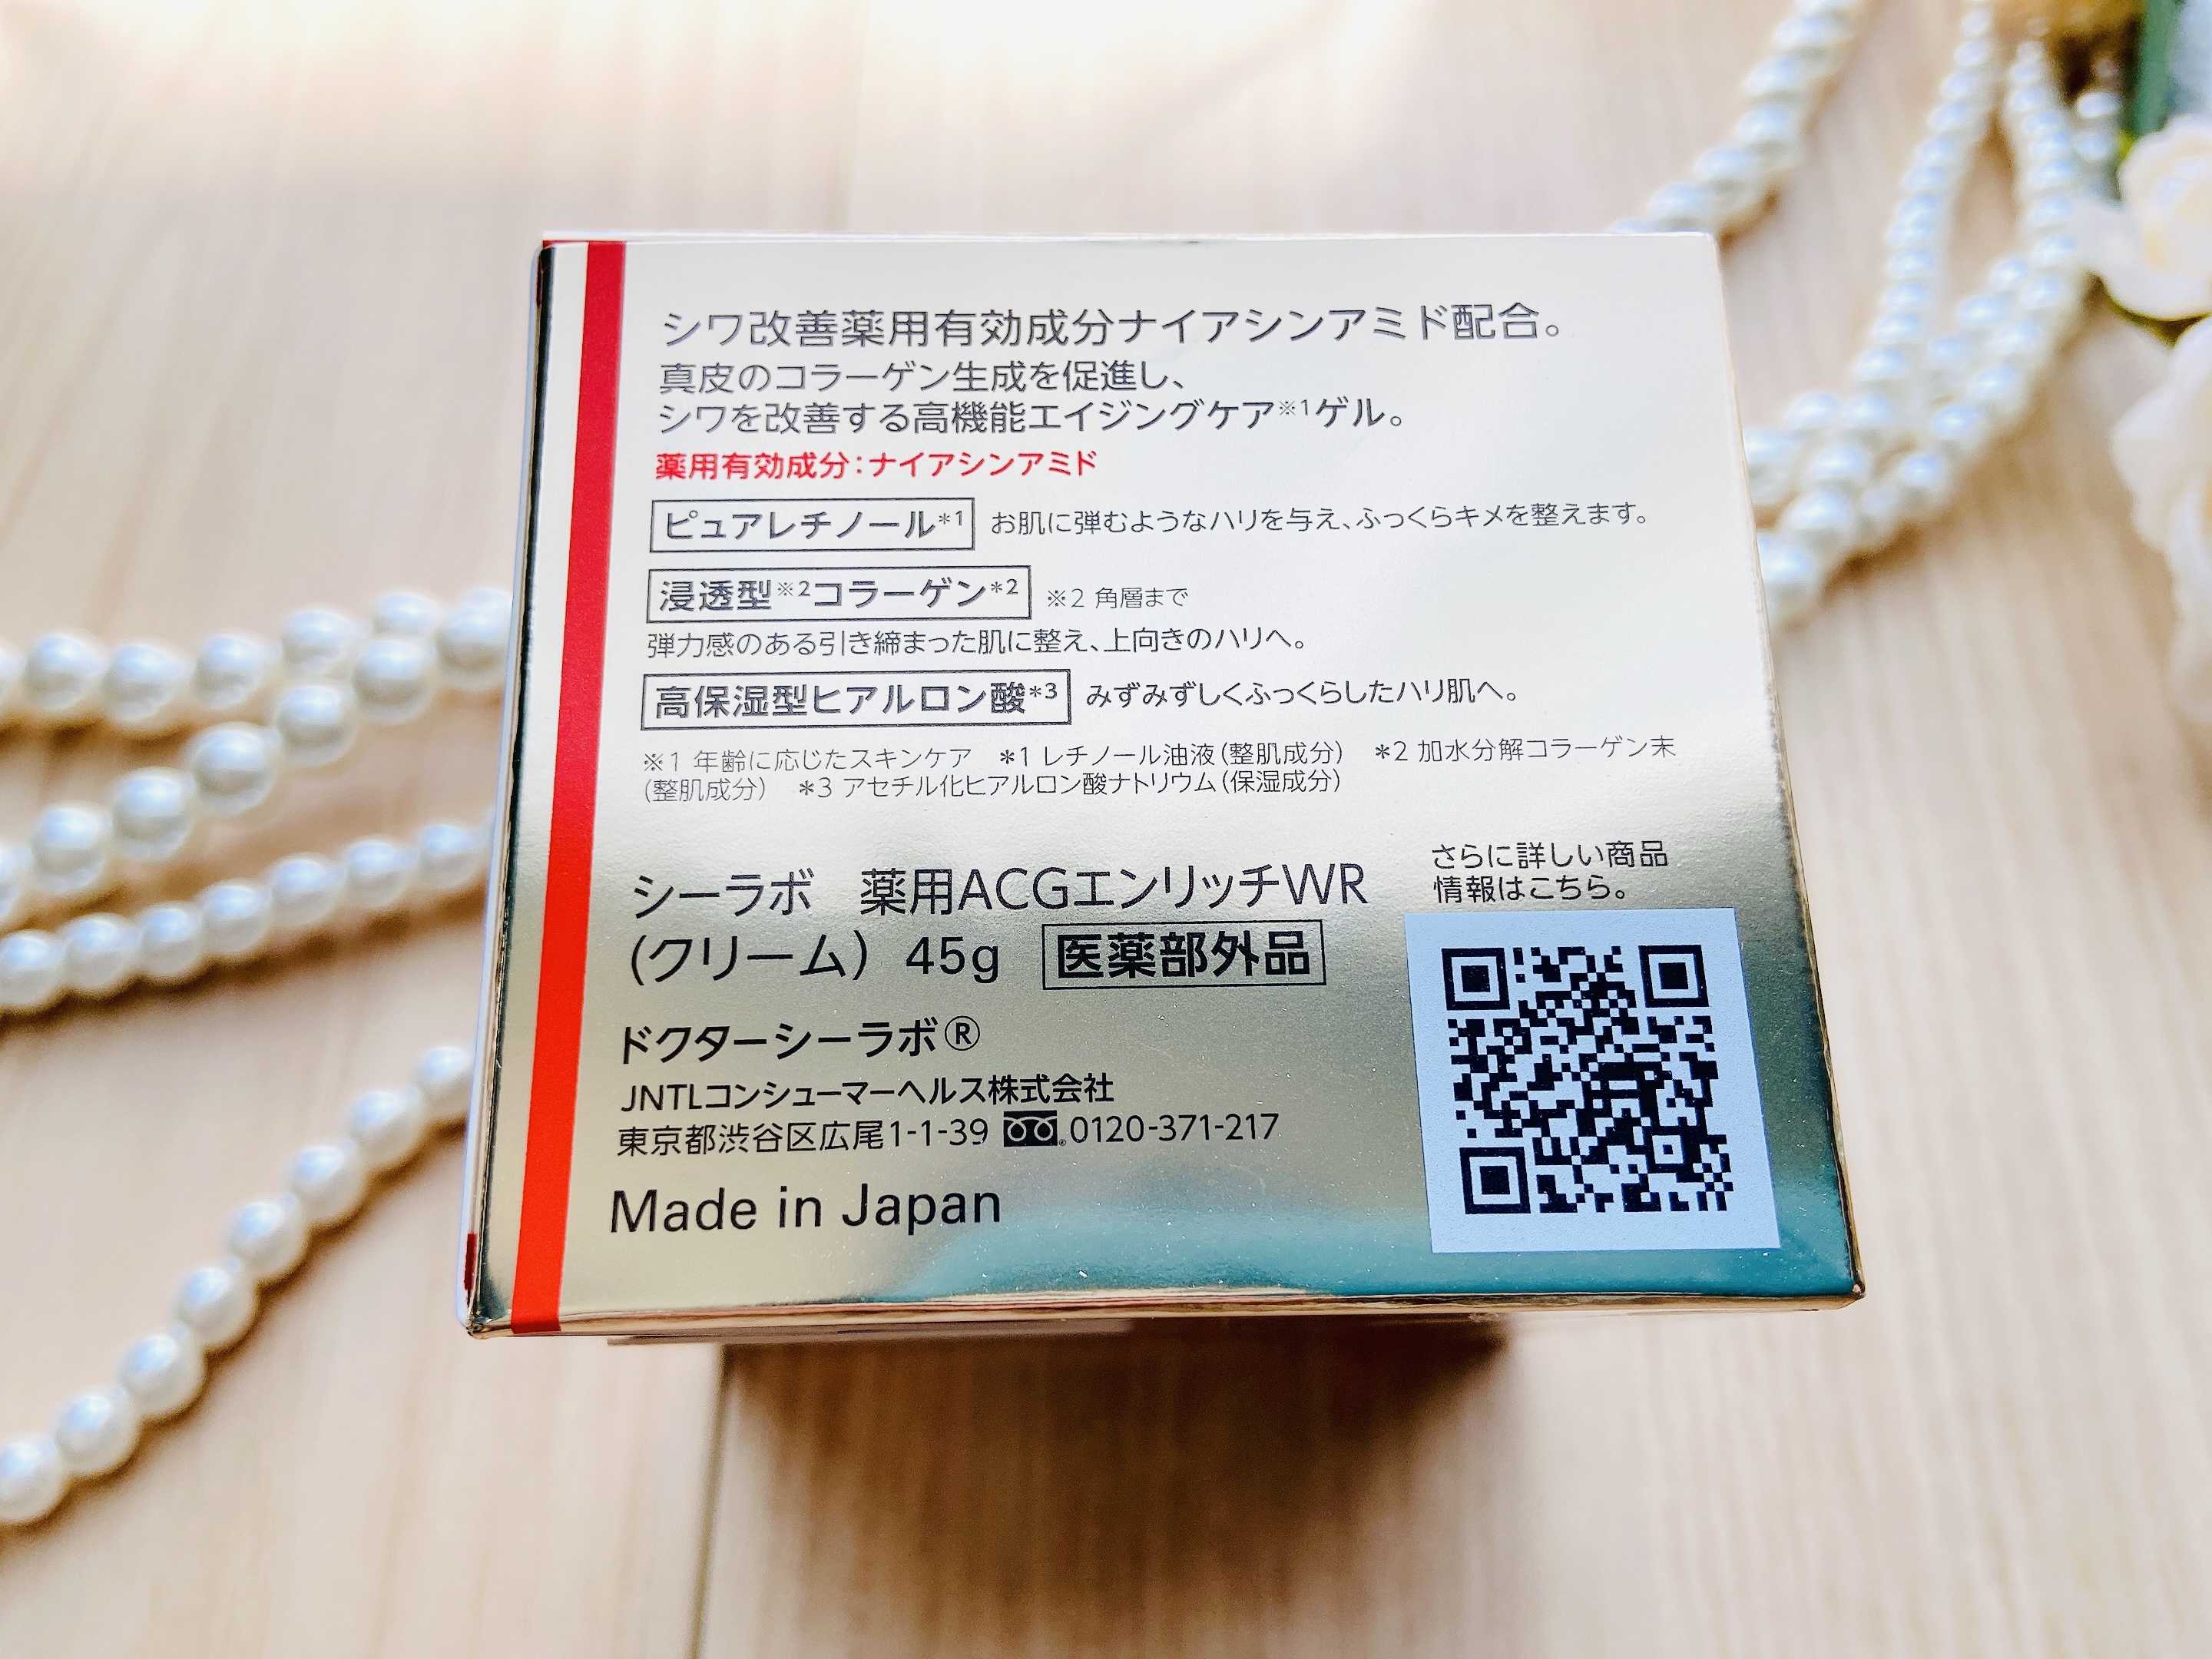 シワ改善薬用有効成分ナイアシンアミド配合。
真皮のコラーゲン生成を促進し、
シワを改善する高機能エイジングケア※1ゲル。
薬用有効成分：ナイアシンアミド
ピュアレチノール*1 お肌に弾むようなハリを与え、ふっくらキメを整えます。
浸透型※2コラーゲン*2 ※2 角層まで
弾力感のある引き締まった肌に整え、上向きのハリへ。
高保湿型ヒアルロン酸*3 みずみずしくふっくらしたハリ肌へ。
※1 年齢に応じたスキンケア *1 レチノール油液（整肌成分） *2 加水分解コラーゲン末
（整肌成分） *3 アセチル化ヒアルロン酸ナトリウム（保湿成分）
シーラボ 薬用ACGエンリッチWR
（クリーム） 45g 医薬部外品
ドクターシーラボ®
JNTLコンシューマーヘルス株式会社
東京都渋谷区広尾1-1-39 0120-371-217
Made in Japan
さらに詳しい商品
情報はこちら。